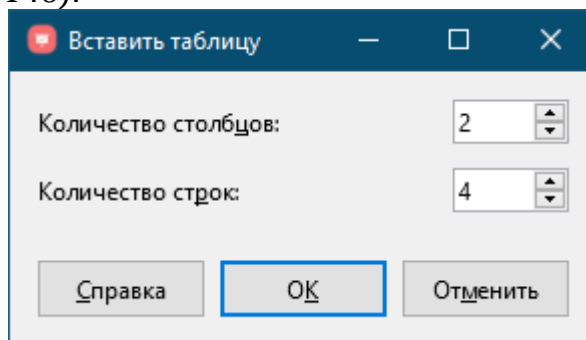 Вставить таблицу
Количество столбцов: 2
Количество строк: 4
Справка ОК Отменить